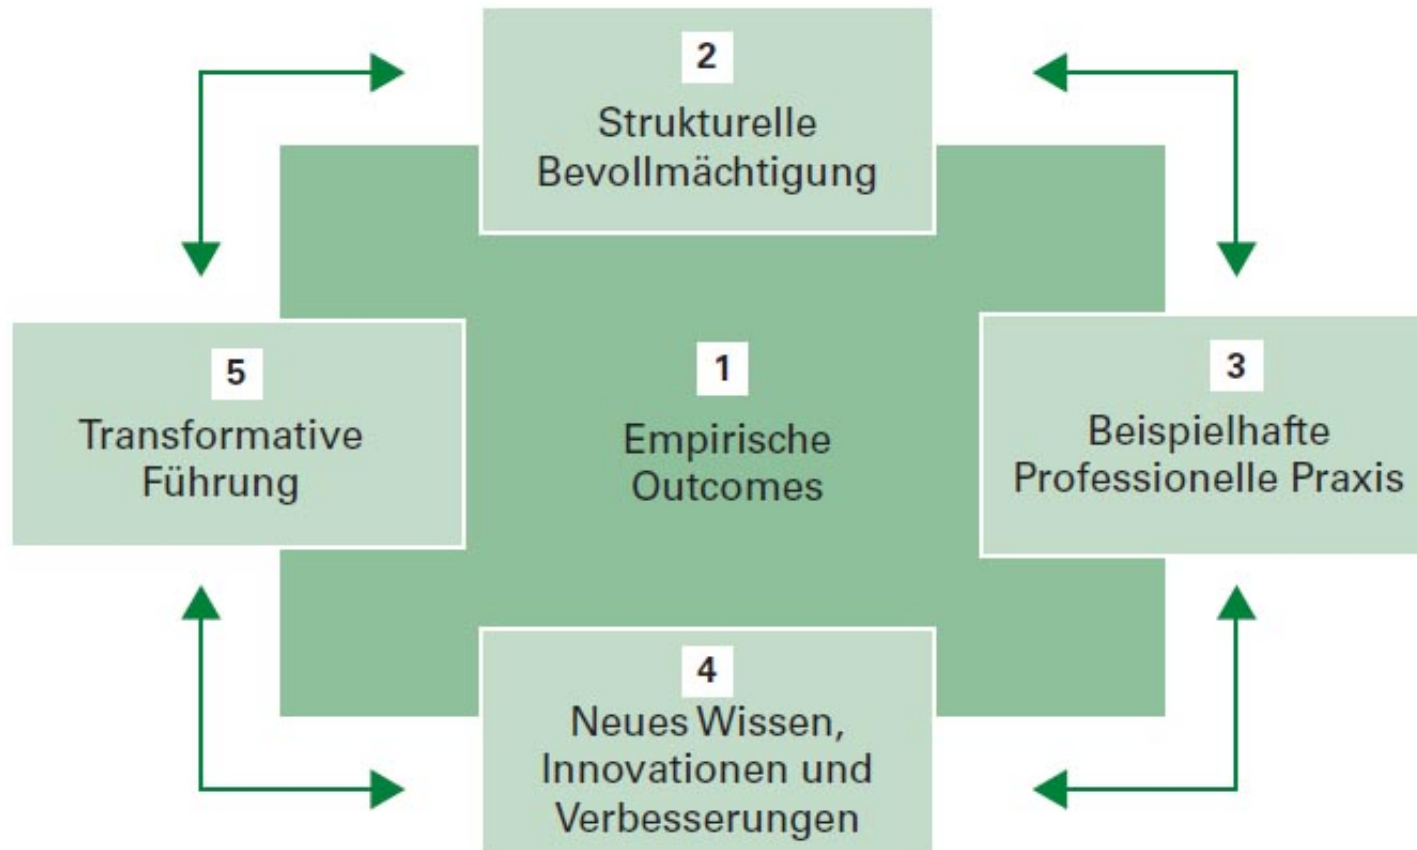 2
Strukturelle
Bevollmächtigung
5
Transformative
Führung
1
Empirische
Outcomes
3
Beispielhafte
Professionelle Praxis
4
Neues Wissen,
Innovationen und
Verbesserungen